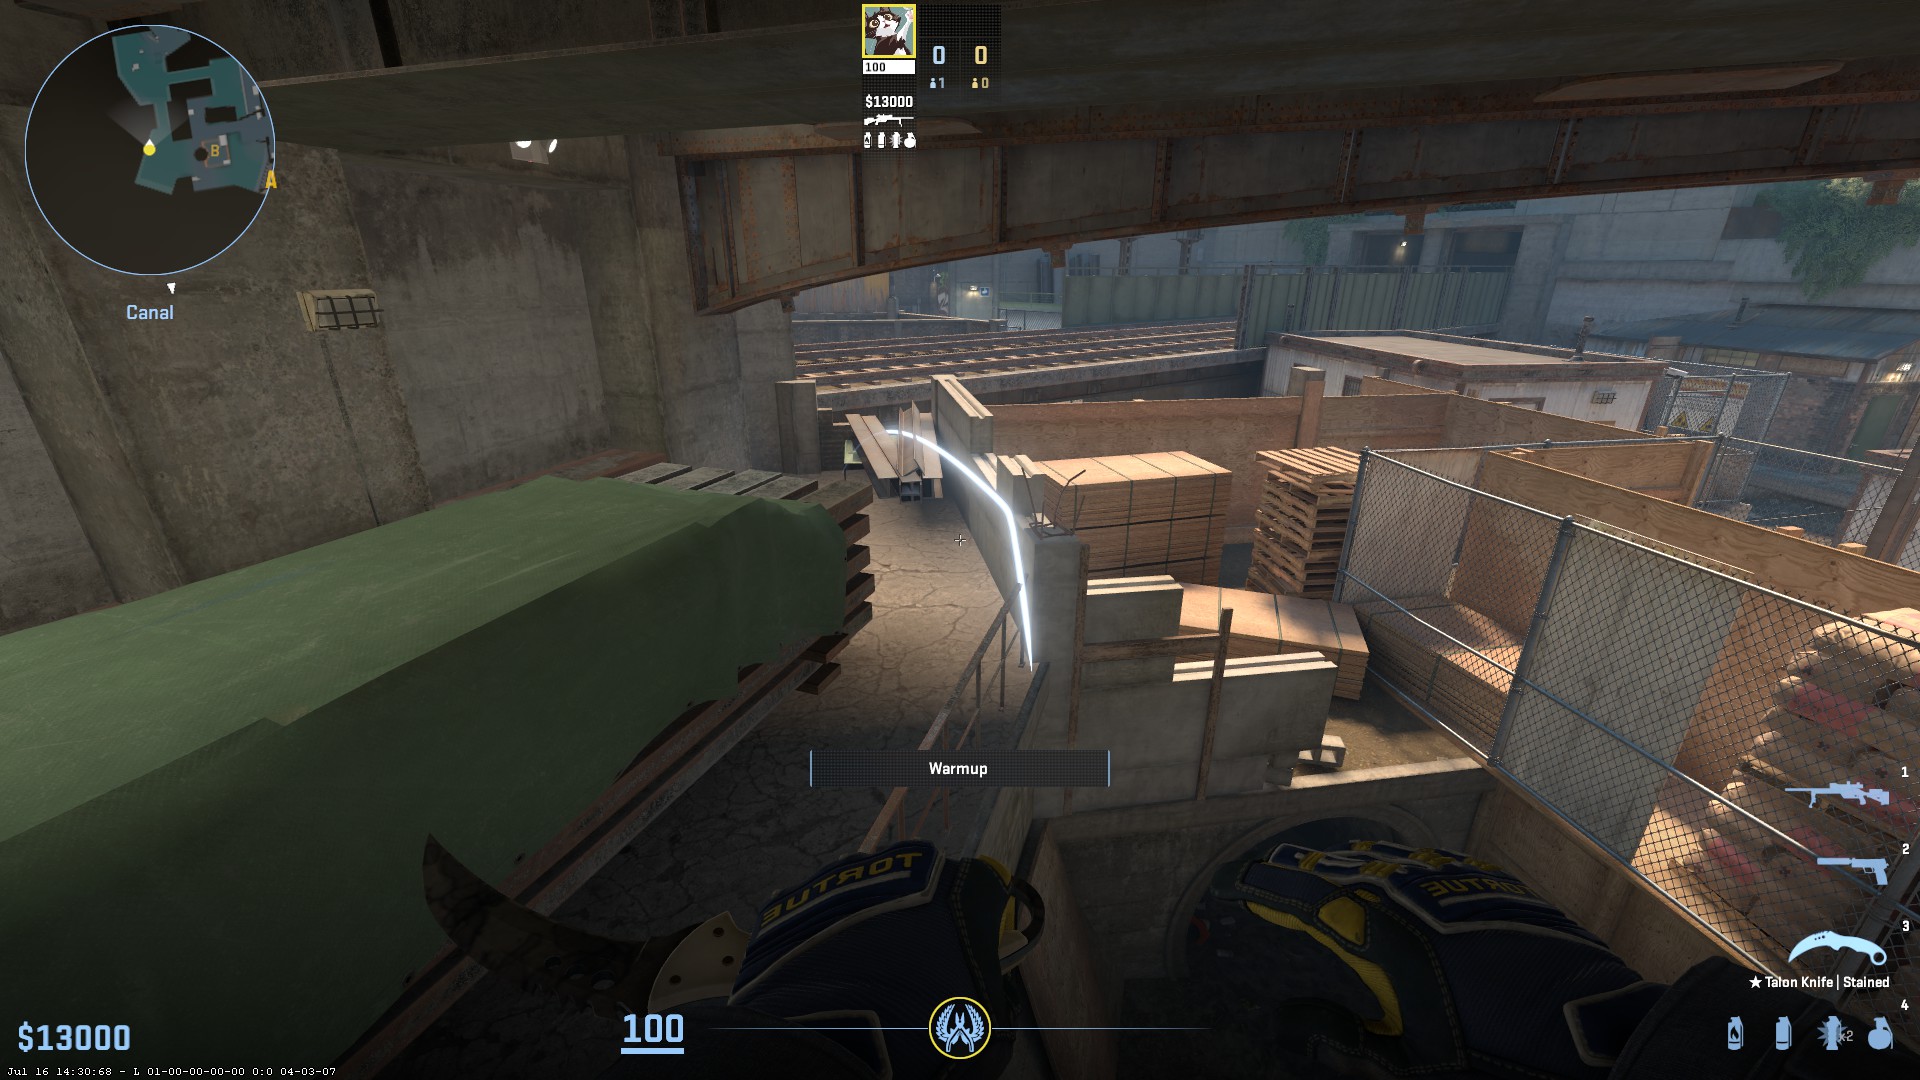 100
0 0
1 0
$13000
B
A
Canal
Warmup
1
2
3
★ Talon Knife | Stained
4
x2
TORTUE
TORTUE
$13000
100
Jul 16 14:30:68 - L 01-00-00-00-00 0:0 04-03-07